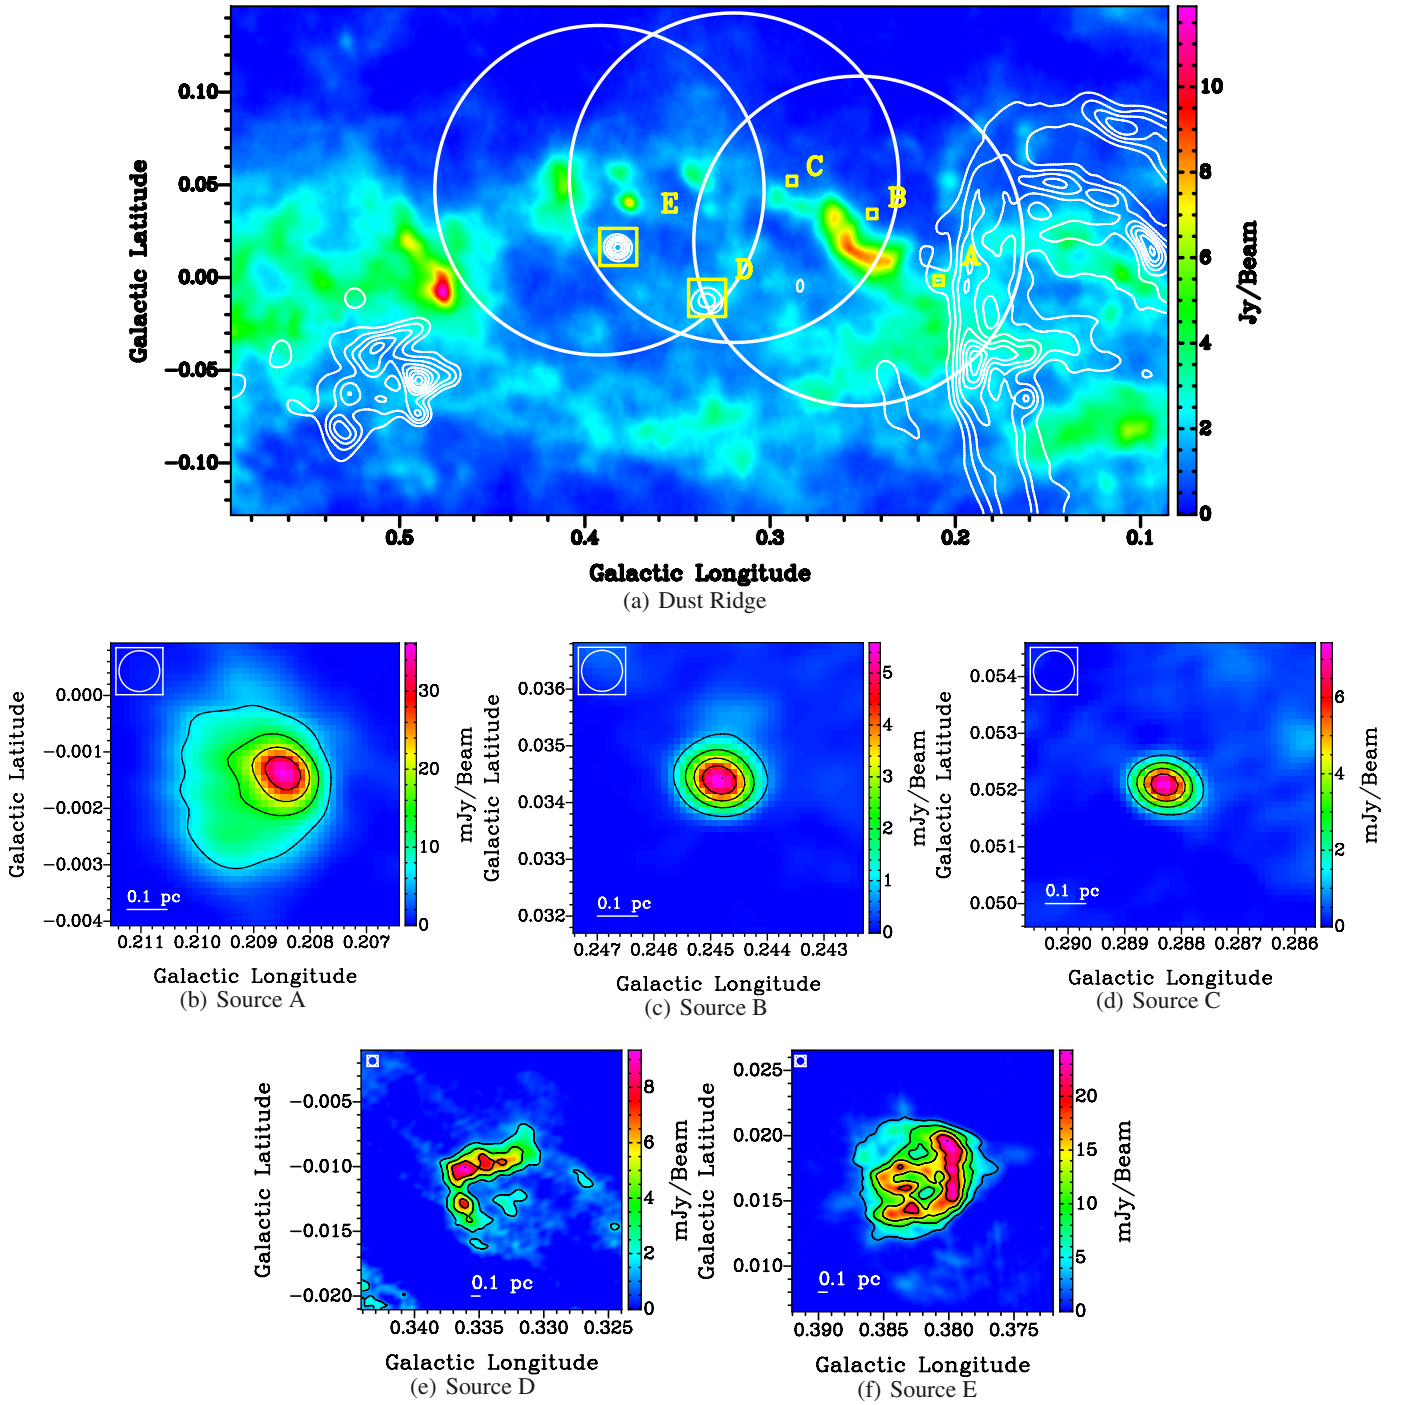 0.10
0.05
0.00
−0.05
−0.10
Galactic Latitude
0.5 0.4 0.3 0.2 0.1
Galactic Longitude
A
B
C
D
E
10
8
6
4
2
0
Jy/Beam
(a) Dust Ridge
0.000
−0.001
−0.002
−0.003
−0.004
Galactic Latitude
0.1 pc
0.211 0.210 0.209 0.208 0.207
Galactic Longitude
30
20
10
0
mJy/Beam
(b) Source A
0.036
0.035
0.034
0.033
0.032
Galactic Latitude
0.1 pc
0.247 0.246 0.245 0.244 0.243
Galactic Longitude
5
4
3
2
1
0
mJy/Beam
(c) Source B
0.054
0.053
0.052
0.051
0.050
Galactic Latitude
0.1 pc
0.290 0.289 0.288 0.287 0.286
Galactic Longitude
6
4
2
0
mJy/Beam
(d) Source C
−0.005
−0.010
−0.015
−0.020
Galactic Latitude
0.1 pc
0.340 0.335 0.330 0.325
Galactic Longitude
8
6
4
2
0
mJy/Beam
(e) Source D
0.025
0.020
0.015
0.010
Galactic Latitude
0.1 pc
0.390 0.385 0.380 0.375
Galactic Longitude
20
15
10
5
0
mJy/Beam
(f) Source E